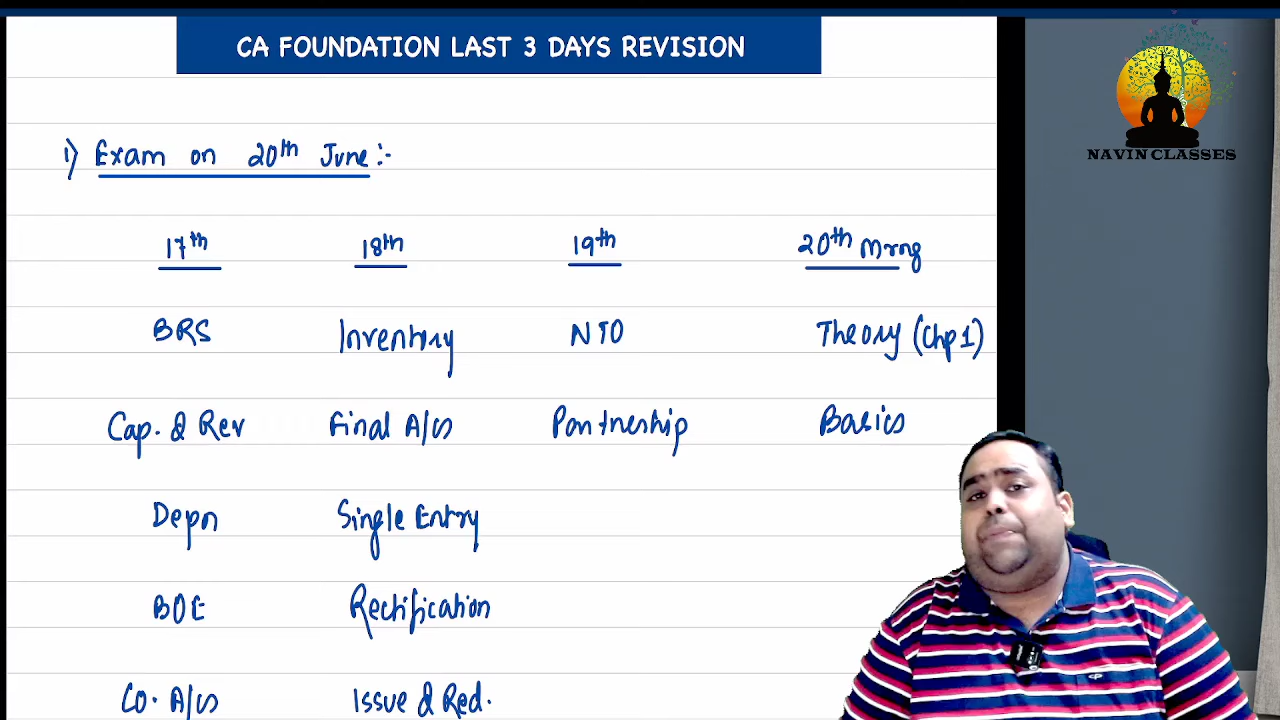 CA FOUNDATION LAST 3 DAYS REVISION
NAVIN CLASSES
1) Exam on 20th June:-
17th 18th 19th 20th Mrng
BRS Inventory NTO Theory (Chp 1)
Cap. & Rev Final A/cs Partnership Basics
Depn Single Entry
BOE Rectification
Co. A/cs Issue & Red.
CP